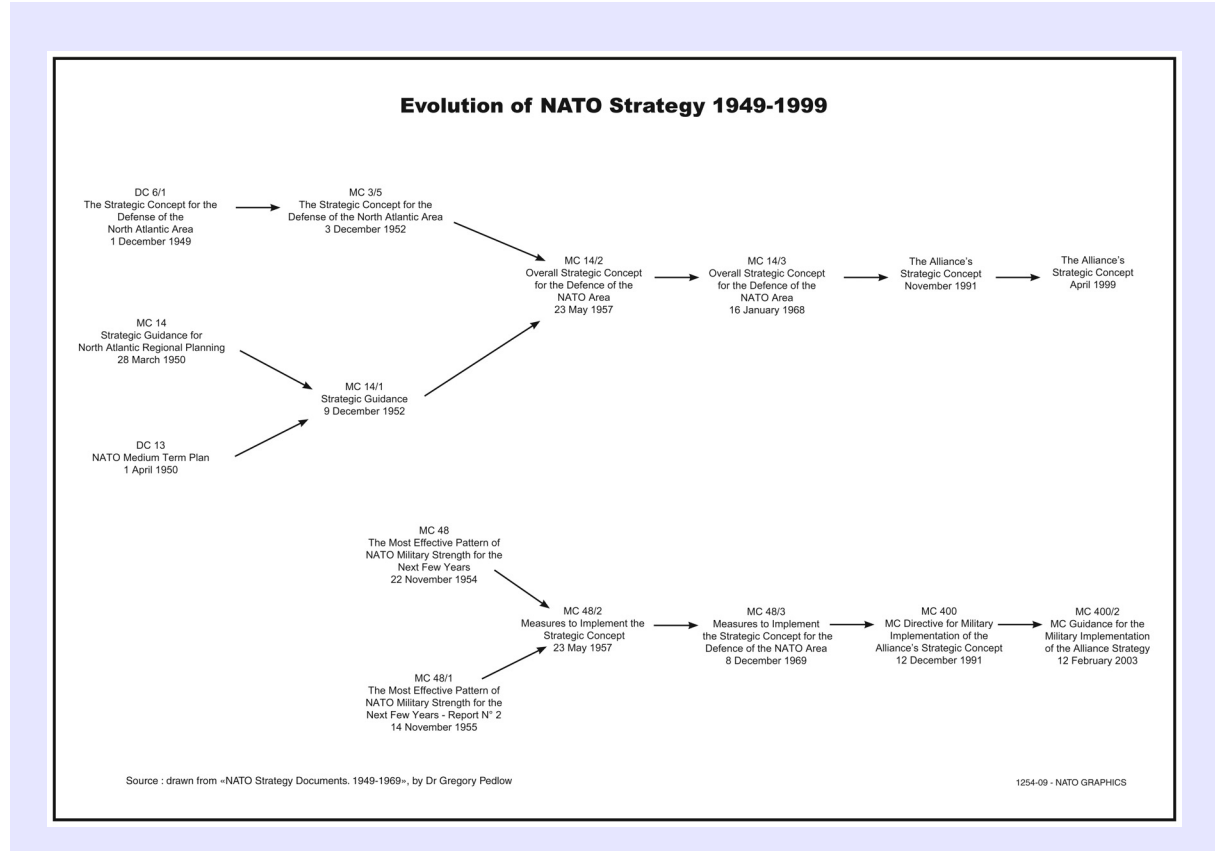 Evolution of NATO Strategy 1949-1999
DC 6/1
The Strategic Concept for the
Defense of the
North Atlantic Area
1 December 1949
MC 3/5
The Strategic Concept for the
Defense of the North Atlantic Area
3 December 1952
MC 14/2
Overall Strategic Concept
for the Defence of the
NATO Area
23 May 1957
MC 14/3
Overall Strategic Concept
for the Defence of the
NATO Area
16 January 1968
The Alliance's
Strategic Concept
November 1991
The Alliance's
Strategic Concept
April 1999
MC 14
Strategic Guidance for
North Atlantic Regional Planning
28 March 1950
MC 14/1
Strategic Guidance
9 December 1952
DC 13
NATO Medium Term Plan
1 April 1950
MC 48
The Most Effective Pattern of
NATO Military Strength for the
Next Few Years
22 November 1954
MC 48/2
Measures to Implement the
Strategic Concept
23 May 1957
MC 48/3
Measures to Implement
the Strategic Concept for the
Defence of the NATO Area
8 December 1969
MC 400
MC Directive for Military
Implementation of the
Alliance's Strategic Concept
12 December 1991
MC 400/2
MC Guidance for the
Military Implementation
of the Alliance Strategy
12 February 2003
MC 48/1
The Most Effective Pattern of
NATO Military Strength for the
Next Few Years - Report N° 2
14 November 1955
Source : drawn from «NATO Strategy Documents. 1949-1969», by Dr Gregory Pedlow
1254-09 - NATO GRAPHICS